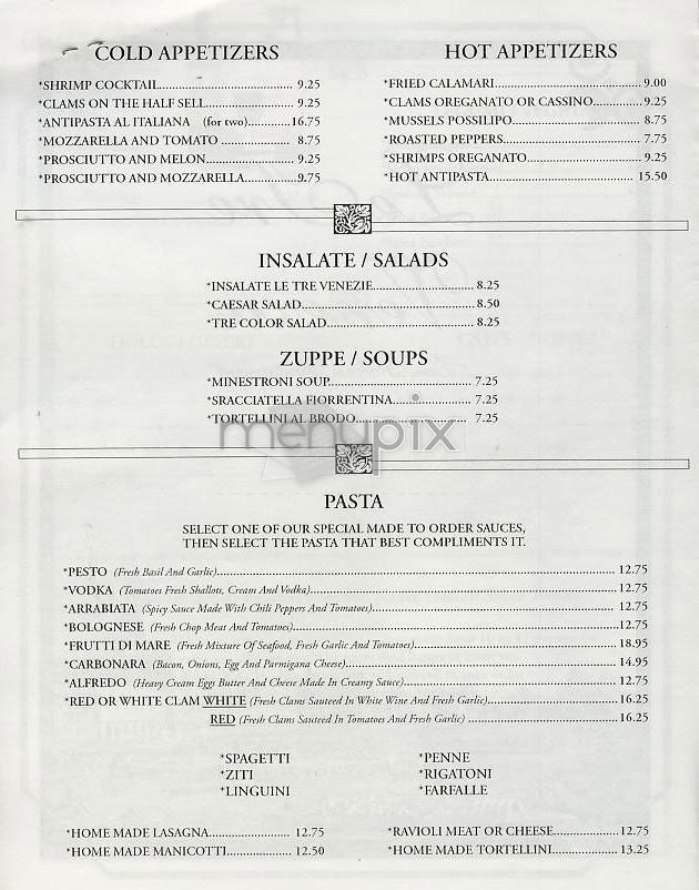 COLD APPETIZERS
*SHRIMP COCKTAIL 9.25
*CLAMS ON THE HALF SELL 9.25
*ANTIPASTA AL ITALIANA (for two) 16.75
*MOZZARELLA AND TOMATO 8.75
*PROSCIUTTO AND MELON 9.25
*PROSCIUTTO AND MOZZARELLA 9.75
HOT APPETIZERS
*FRIED CALAMARI 9.00
*CLAMS OREGANATO OR CASSINO 9.25
*MUSSELS POSSILIPO 8.75
*ROASTED PEPPERS 7.75
*SHRIMPS OREGANATO 9.25
*HOT ANTIPASTA 15.50
INSALATE / SALADS
*INSALATE LE TRE VENEZIE 8.25
*CAESAR SALAD 8.50
*TRE COLOR SALAD 8.25
ZUPPE / SOUPS
*MINESTRONI SOUP 7.25
*SRACCIATELLA FIORRENTINA 7.25
*TORTELLINI AL BRODO 7.25
menupix
PASTA
SELECT ONE OF OUR SPECIAL MADE TO ORDER SAUCES,
THEN SELECT THE PASTA THAT BEST COMPLIMENTS IT.
*PESTO (Fresh Basil And Garlic) 12.75
*VODKA (Tomatoes Fresh Shallots, Cream And Vodka) 12.75
*ARRABIATA (Spicy Sauce Made With Chili Peppers And Tomatoes) 12.75
*BOLOGNESE (Fresh Chop Meat And Tomatoes) 12.75
*FRUTTI DI MARE (Fresh Mixture Of Seafood, Fresh Garlic And Tomatoes) 18.95
*CARBONARA (Bacon, Onions, Egg And Parmigana Cheese) 14.95
*ALFREDO (Heavy Cream Eggs Butter And Cheese Made In Creamy Sauce) 12.75
*RED OR WHITE CLAM WHITE (Fresh Clams Sauteed In White Wine And Fresh Garlic) 16.25
RED (Fresh Clams Sauteed In Tomatoes And Fresh Garlic) 16.25
*SPAGETTI
*ZITI
*LINGUINI
*PENNE
*RIGATONI
*FARFALLE
*HOME MADE LASAGNA 12.75
*HOME MADE MANICOTTI 12.50
*RAVIOLI MEAT OR CHEESE 12.75
*HOME MADE TORTELLINI 13.25